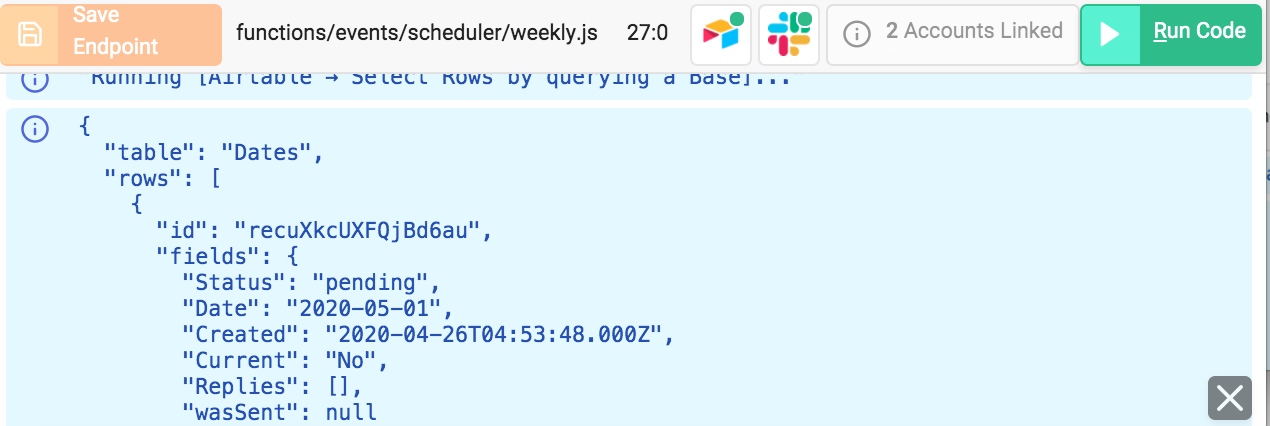 Save
Endpoint
functions/events/scheduler/weekly.js 27:0
2 Accounts Linked
Run Code
Running [Airtable → Select Rows by querying a Base]...
{
"table": "Dates",
"rows": [
{
"id": "recuXkcUXFQjBd6au",
"fields": {
"Status": "pending",
"Date": "2020-05-01",
"Created": "2020-04-26T04:53:48.000Z",
"Current": "No",
"Replies": [],
"wasSent": null